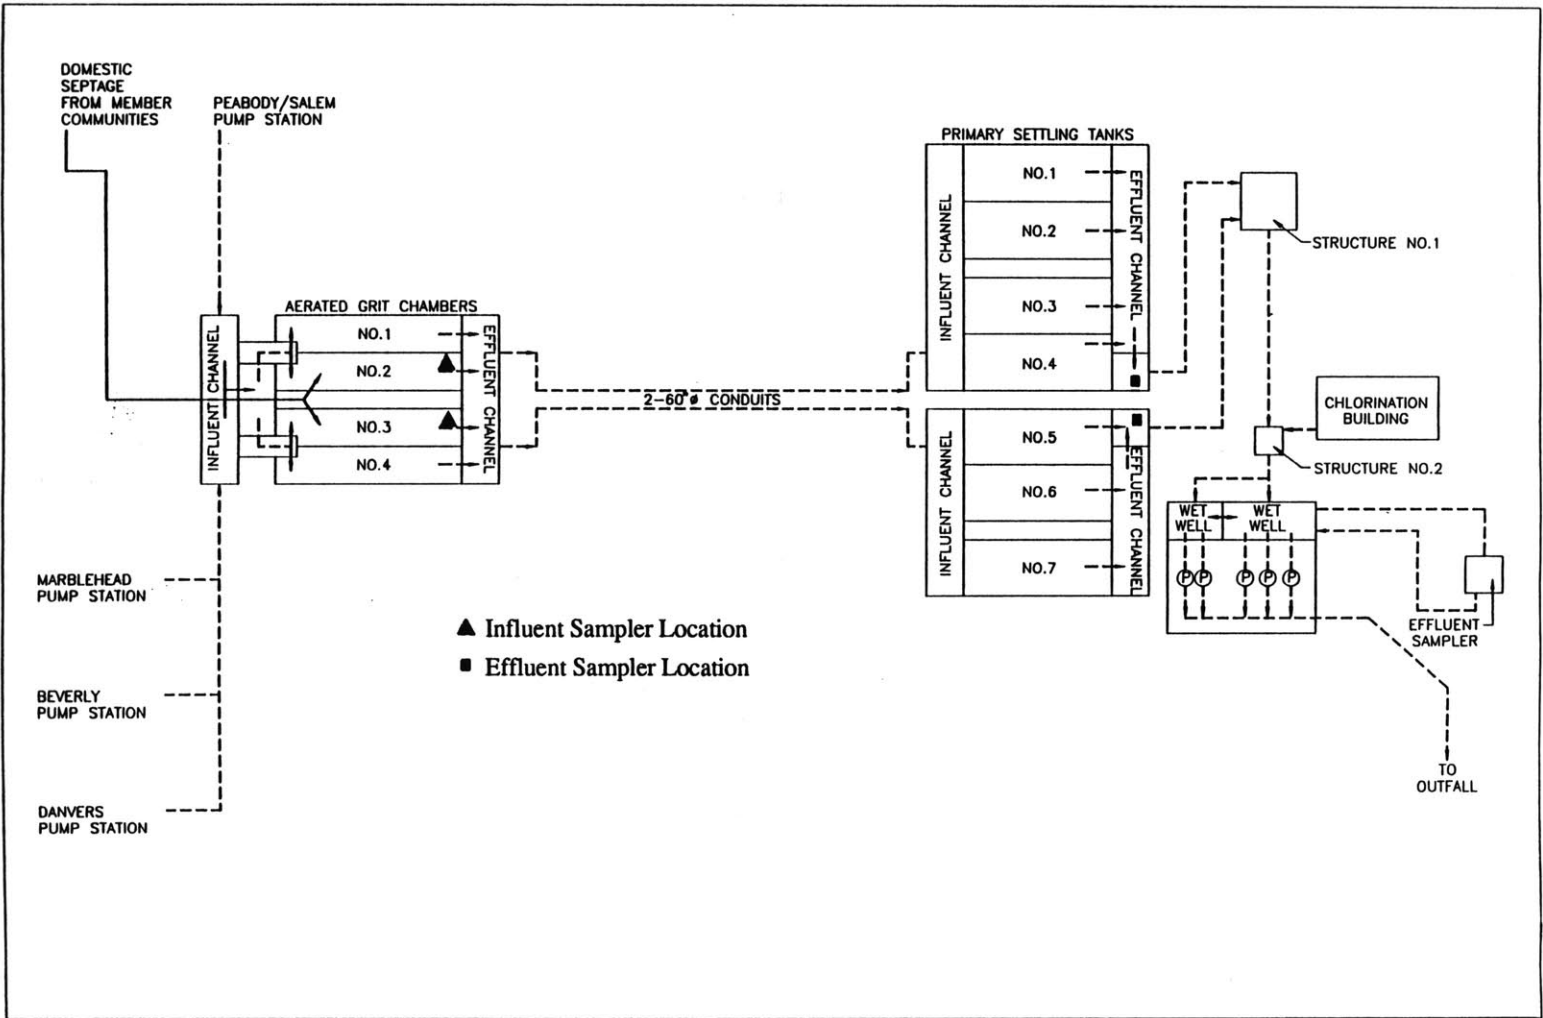 DOMESTIC
SEPTAGE
FROM MEMBER
COMMUNITIES
PEABODY/SALEM
PUMP STATION
PRIMARY SETTLING TANKS
INFLUENT CHANNEL
NO.1
NO.2
NO.3
NO.4
EFFLUENT CHANNEL
STRUCTURE NO.1
AERATED GRIT CHAMBERS
INFLUENT CHANNEL
NO.1
NO.2
NO.3
NO.4
EFFLUENT CHANNEL
2-60"ø CONDUITS
CHLORINATION
BUILDING
INFLUENT CHANNEL
NO.5
NO.6
NO.7
EFFLUENT CHANNEL
STRUCTURE NO.2
WET
WELL
WET
WELL
P P P P P
EFFLUENT
SAMPLER
MARBLEHEAD
PUMP STATION
▲ Influent Sampler Location
■ Effluent Sampler Location
BEVERLY
PUMP STATION
TO
OUTFALL
DANVERS
PUMP STATION